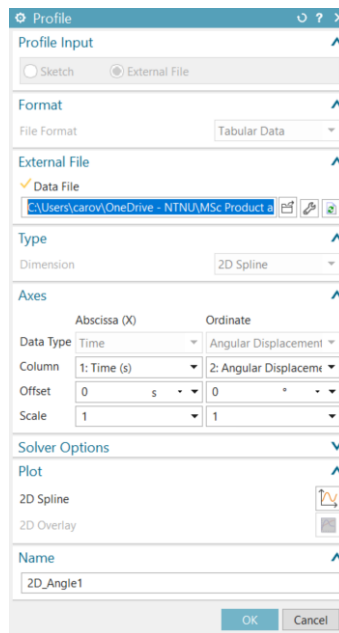 Profile
Profile Input
Sketch External File
Format
File Format Tabular Data
External File
Data File
C:\Users\carov\OneDrive - NTNU\MSc Product a
Type
Dimension 2D Spline
Axes
Abscissa (X) Ordinate
Data Type Time Angular Displacement
Column 1: Time (s) 2: Angular Displaceme
Offset 0 s 0 °
Scale 1 1
Solver Options
Plot
2D Spline
2D Overlay
Name
2D_Angle1
OK Cancel